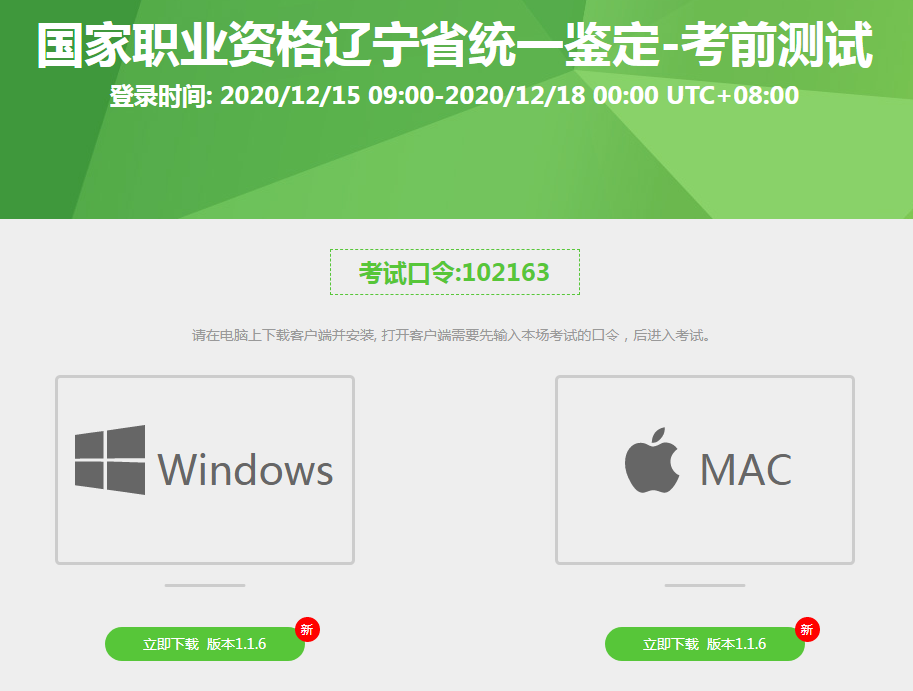 国家职业资格辽宁省统一鉴定-考前测试
登录时间: 2020/12/15 09:00-2020/12/18 00:00 UTC+08:00
考试口令:102163
请在电脑上下载客户端并安装, 打开客户端需要先输入本场考试的口令，后进入考试。
Windows
MAC
新
立即下载 版本1.1.6
新
立即下载 版本1.1.6